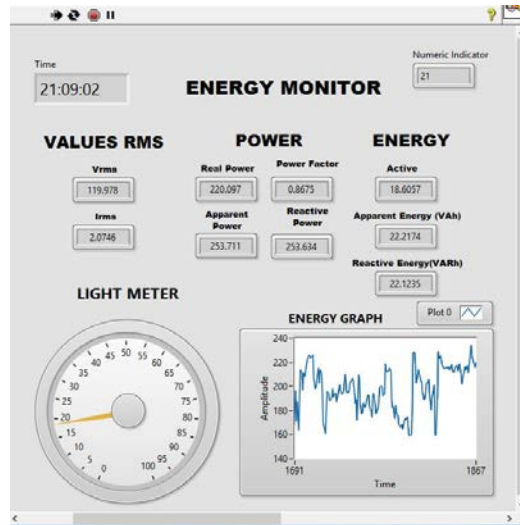 Time
21:09:02
ENERGY MONITOR
Numeric Indicator
21
VALUES RMS
Vrms
119.978
Irms
2.0746
POWER
Real Power
220.097
Power Factor
0.8675
Apparent
Power
253.711
Reactive
Power
253.634
ENERGY
Active
18.6057
Apparent Energy (VAh)
22.2174
Reactive Energy(VARh)
22.1235
LIGHT METER
0
5
10
15
20
25
30
35
40
45
50
55
60
65
70
75
80
85
90
95
100
ENERGY GRAPH
Plot 0
Amplitude
240
220
200
180
160
140
1691
1867
Time